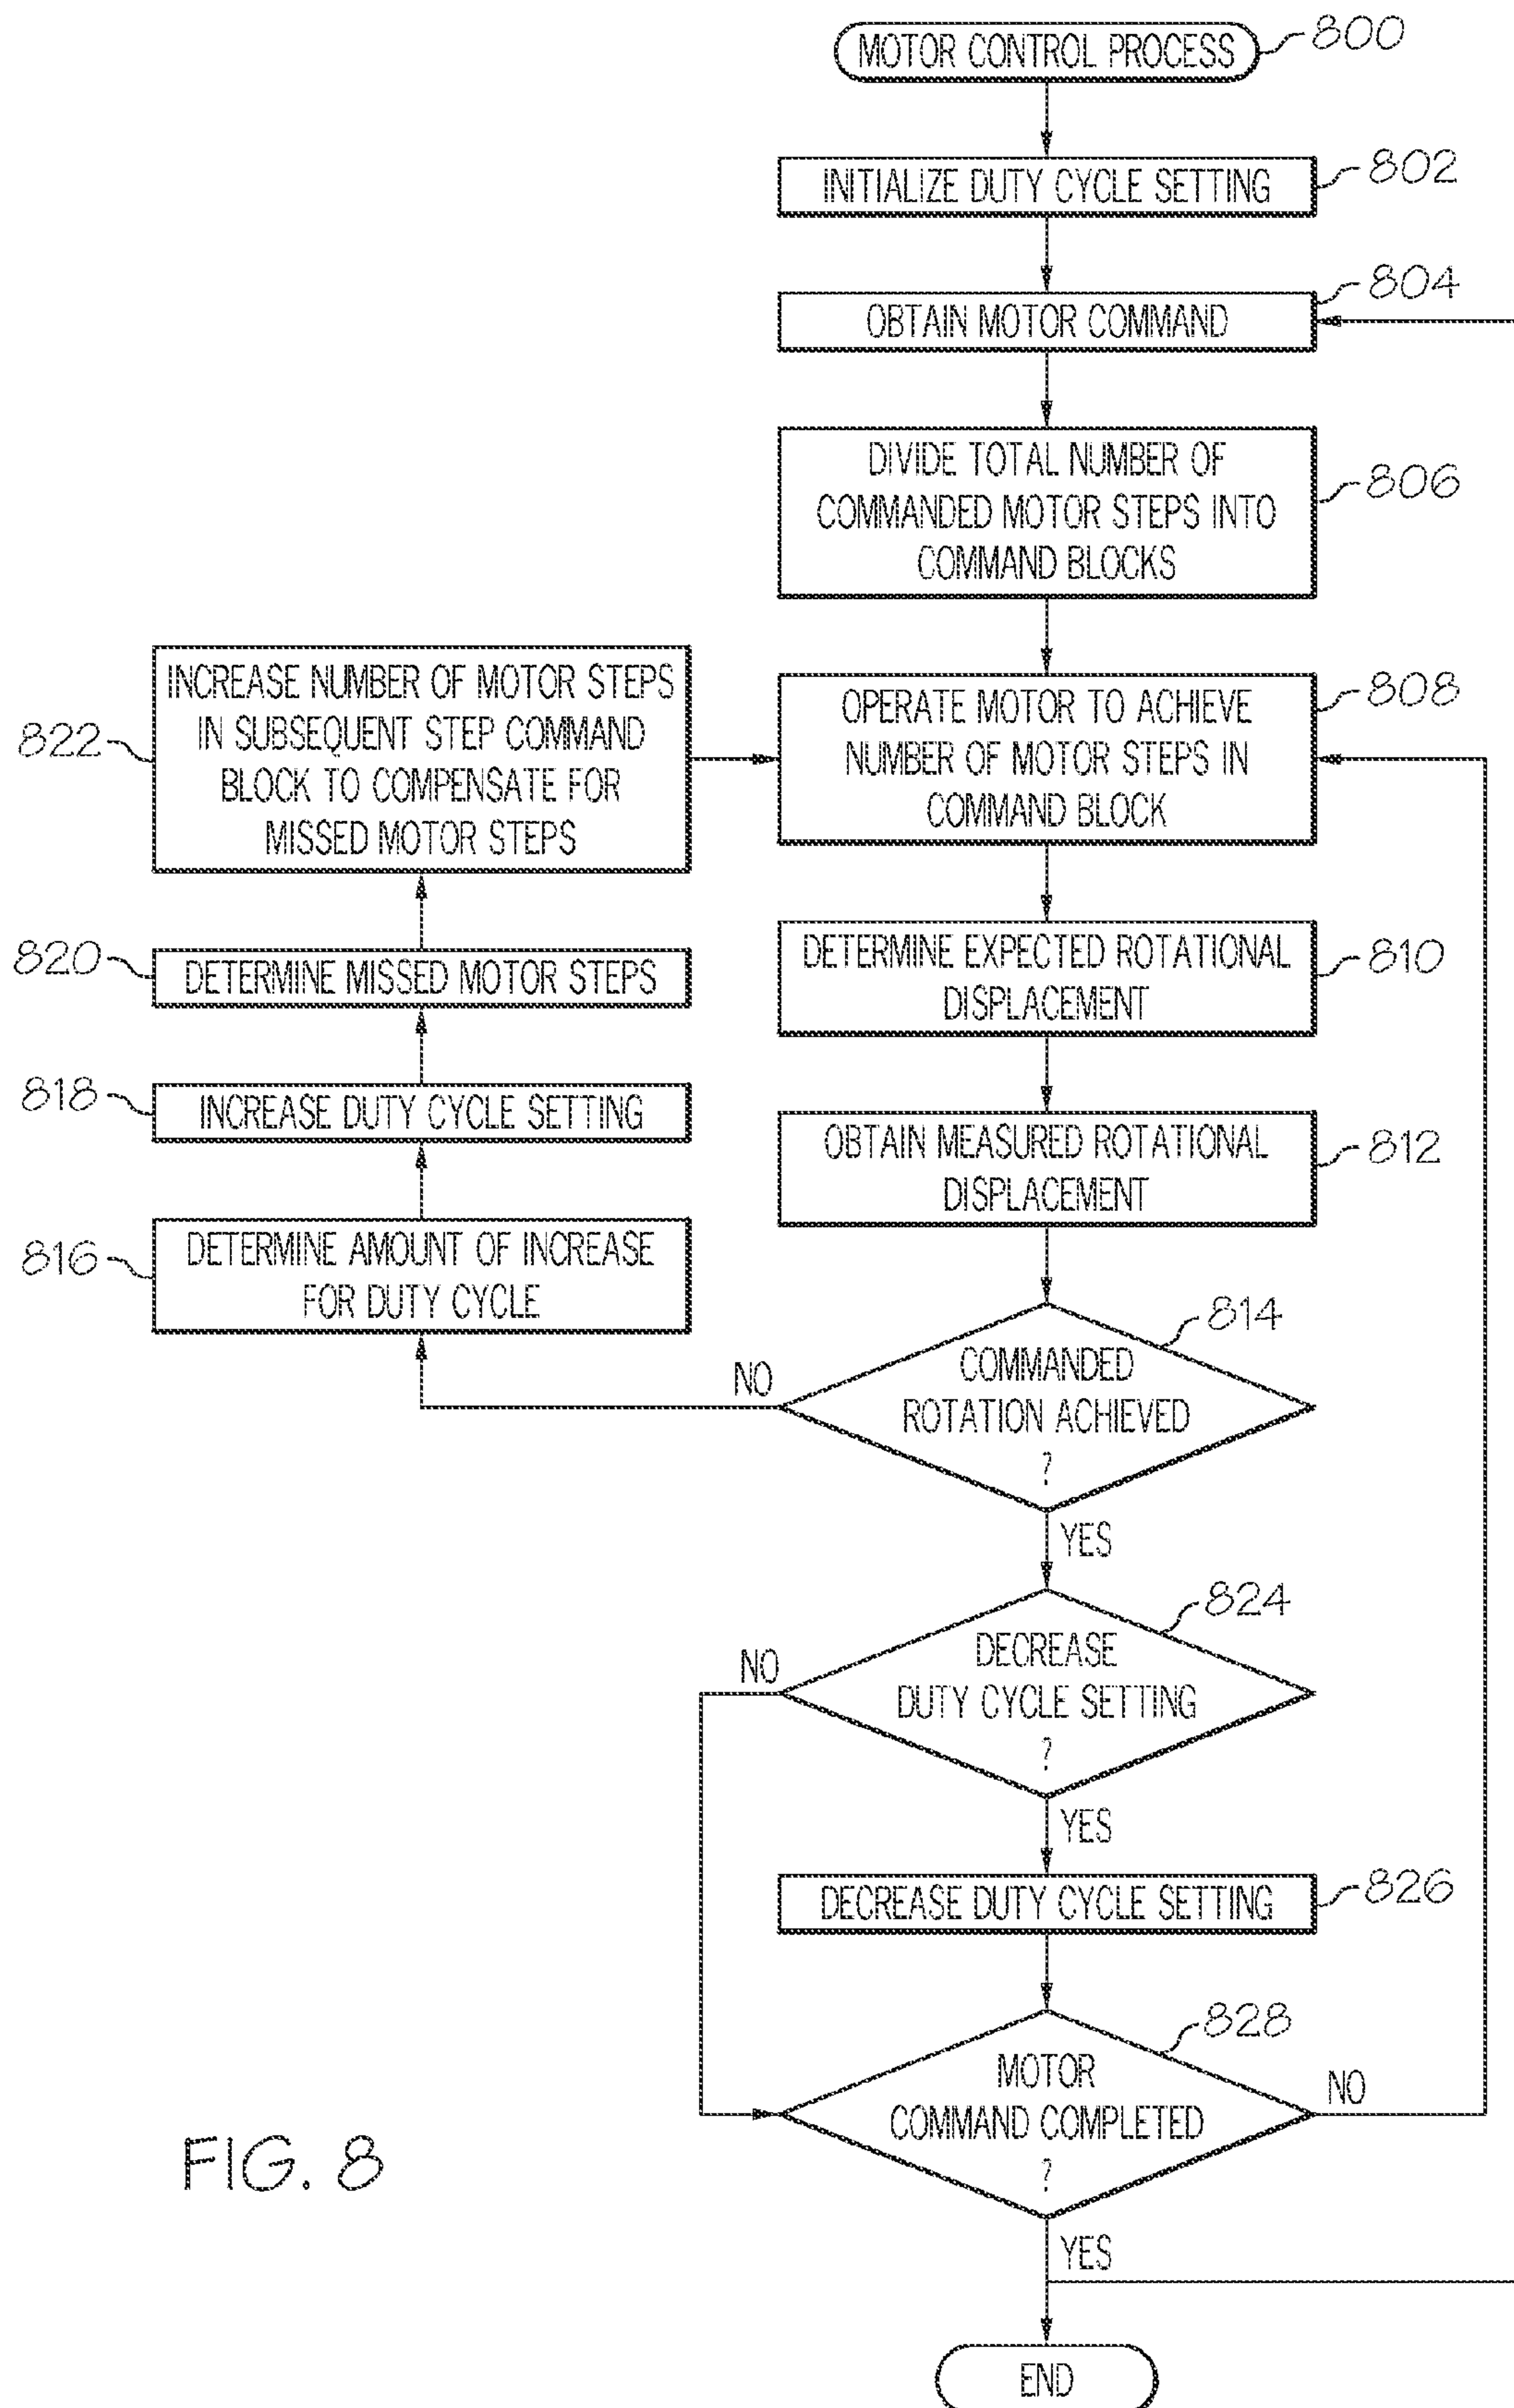 MOTOR CONTROL PROCESS
800
INITIALIZE DUTY CYCLE SETTING
802
OBTAIN MOTOR COMMAND
804
DIVIDE TOTAL NUMBER OF
COMMANDED MOTOR STEPS INTO
COMMAND BLOCKS
806
OPERATE MOTOR TO ACHIEVE
NUMBER OF MOTOR STEPS IN
COMMAND BLOCK
808
DETERMINE EXPECTED ROTATIONAL
DISPLACEMENT
810
OBTAIN MEASURED ROTATIONAL
DISPLACEMENT
812
COMMANDED
ROTATION ACHIEVED
?
814
NO
DETERMINE AMOUNT OF INCREASE
FOR DUTY CYCLE
816
INCREASE DUTY CYCLE SETTING
818
DETERMINE MISSED MOTOR STEPS
820
INCREASE NUMBER OF MOTOR STEPS
IN SUBSEQUENT STEP COMMAND
BLOCK TO COMPENSATE FOR
MISSED MOTOR STEPS
822
YES
DECREASE
DUTY CYCLE SETTING
?
824
NO
YES
DECREASE DUTY CYCLE SETTING
826
MOTOR
COMMAND COMPLETED
?
828
NO
YES
END
FIG. 8